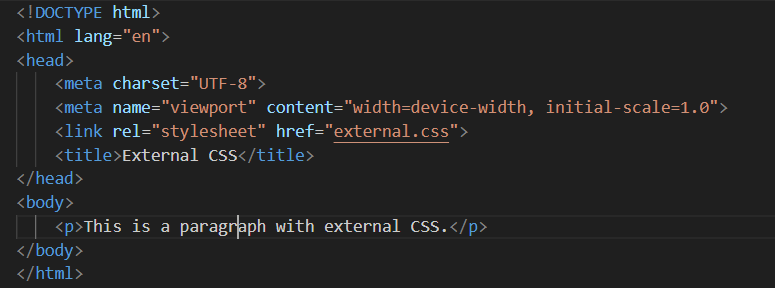 <!DOCTYPE html>
<html lang="en">
<head>
    <meta charset="UTF-8">
    <meta name="viewport" content="width=device-width, initial-scale=1.0">
    <link rel="stylesheet" href="external.css">
    <title>External CSS</title>
</head>
<body>
    <p>This is a paragraph with external CSS.</p>
</body>
</html>